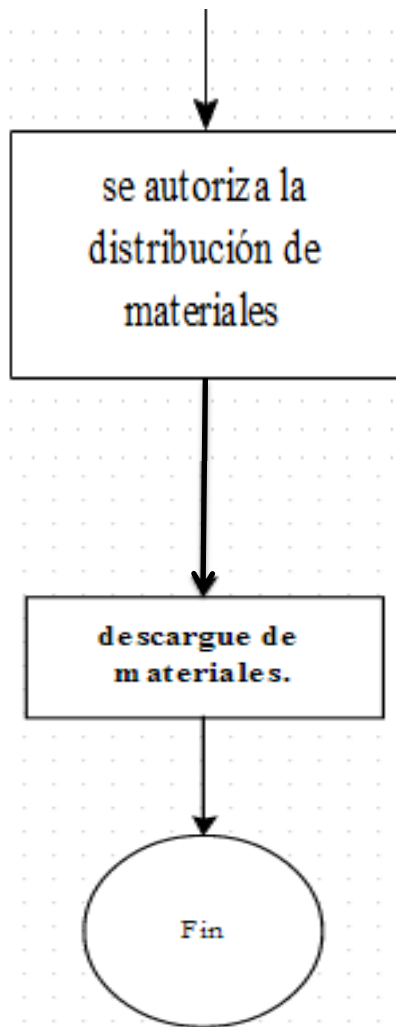 se autoriza la
distribución de
materiales
descargue de
materiales.
Fin